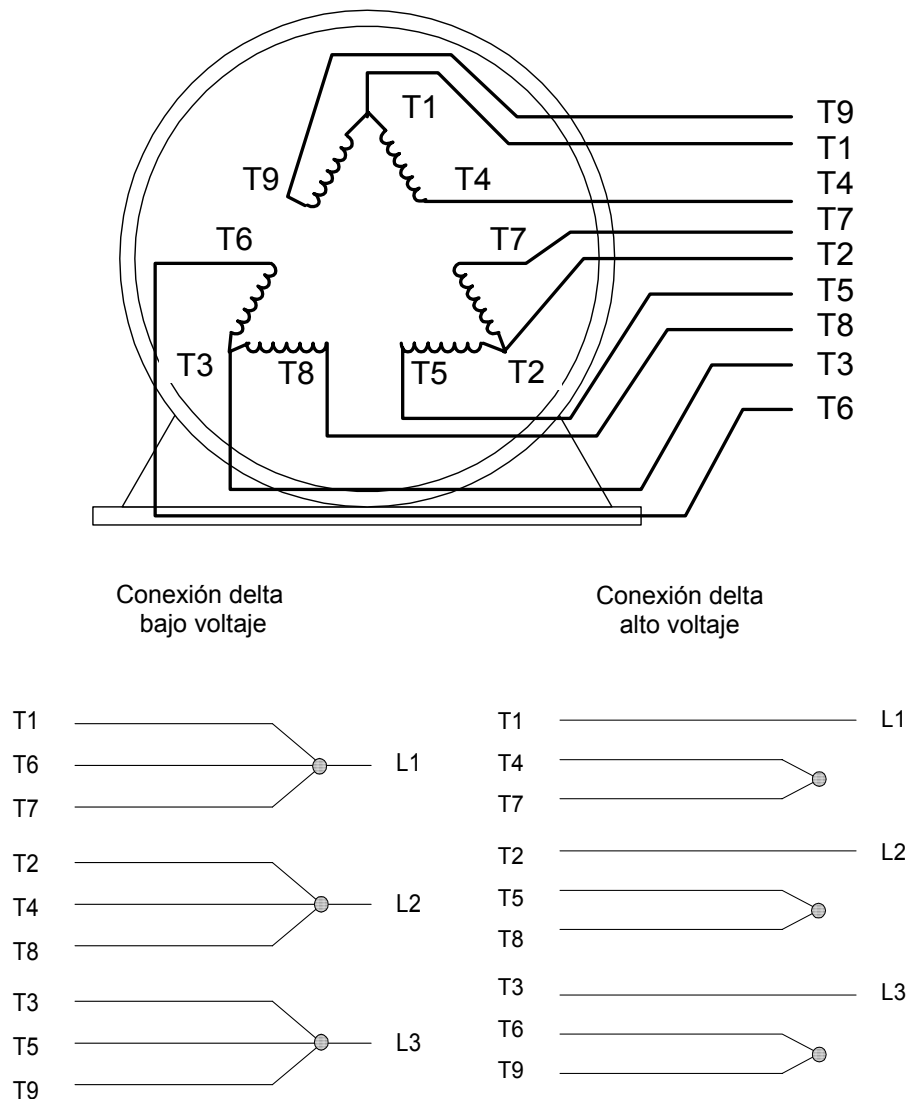 T1
T9
T4
T6
T7
T3
T8
T5
T2
T9
T1
T4
T7
T2
T5
T8
T3
T6
Conexión delta
bajo voltaje
T1
T6
L1
T7
T2
T4
L2
T8
T3
T5
L3
T9
Conexión delta
alto voltaje
T1
L1
T4
T7
T2
L2
T5
T8
T3
L3
T6
T9